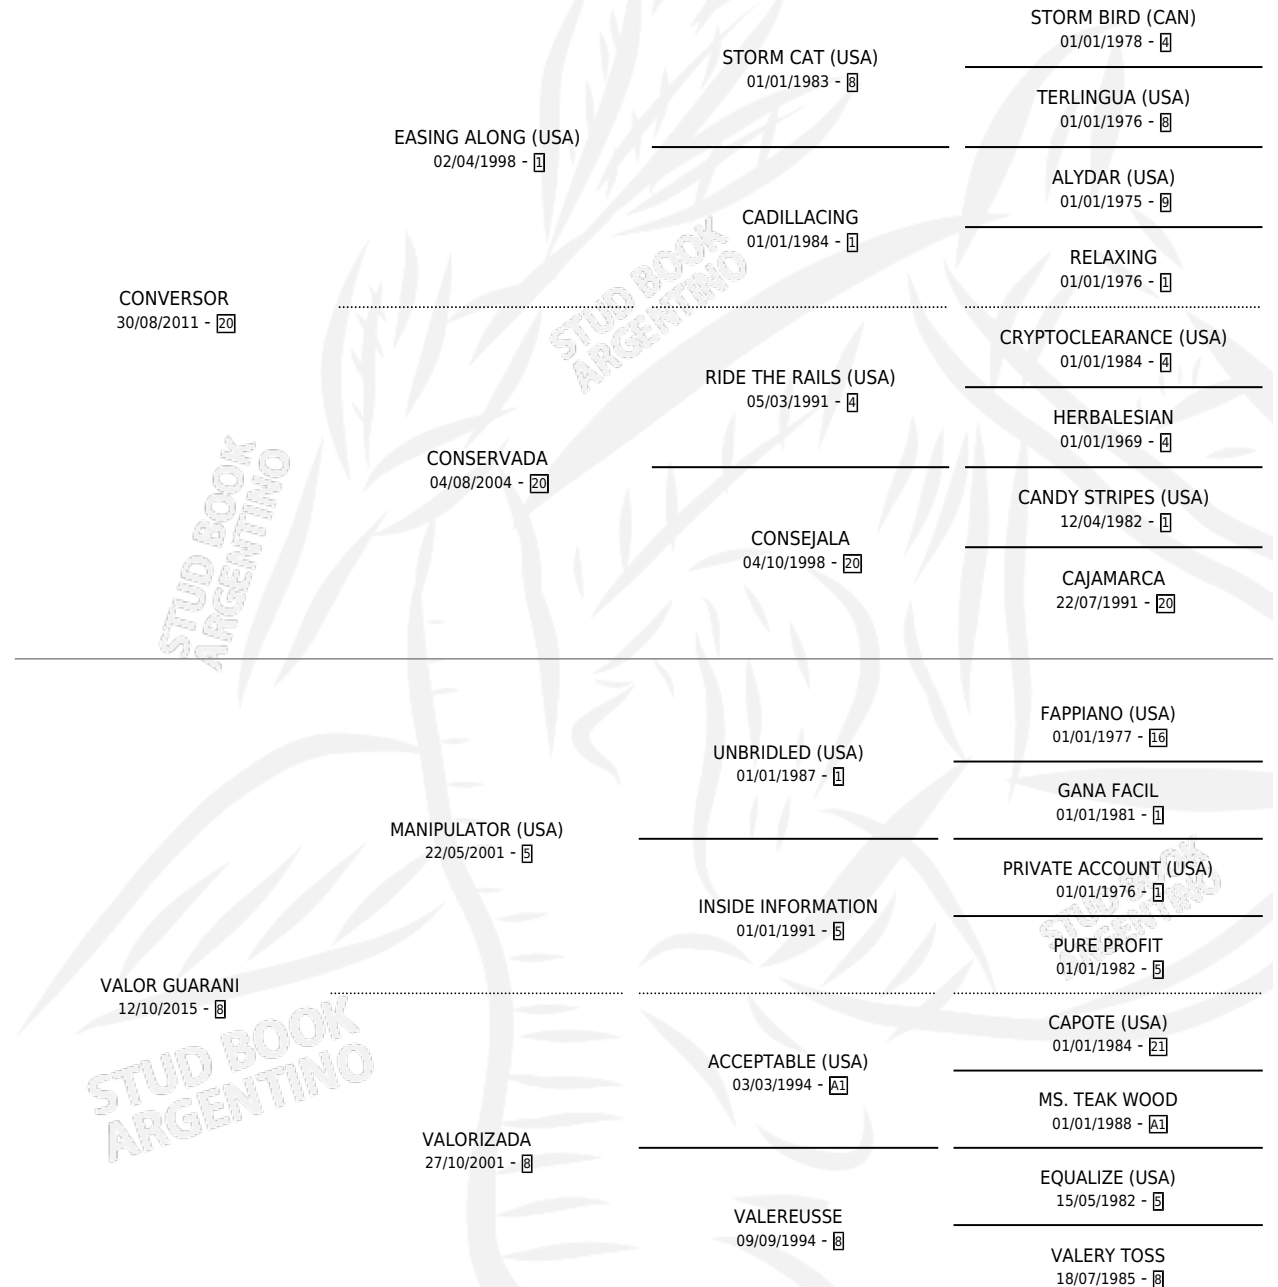 STORM BIRD (CAN)
01/01/1978 - 4
STORM CAT (USA)
01/01/1983 - 8
TERLINGUA (USA)
01/01/1976 - 8
EASING ALONG (USA)
02/04/1998 - 1
ALYDAR (USA)
01/01/1975 - 9
CADILLACING
01/01/1984 - 1
RELAXING
01/01/1976 - 1
CONVERSOR
30/08/2011 - 20
CRYPTOCLEARANCE (USA)
01/01/1984 - 4
RIDE THE RAILS (USA)
05/03/1991 - 4
HERBALESIAN
01/01/1969 - 4
CONSERVADA
04/08/2004 - 20
CANDY STRIPES (USA)
12/04/1982 - 1
CONSEJALA
04/10/1998 - 20
CAJAMARCA
22/07/1991 - 20
FAPPIANO (USA)
01/01/1977 - 16
UNBRIDLED (USA)
01/01/1987 - 1
GANA FACIL
01/01/1981 - 1
MANIPULATOR (USA)
22/05/2001 - 5
PRIVATE ACCOUNT (USA)
01/01/1976 - 1
INSIDE INFORMATION
01/01/1991 - 5
PURE PROFIT
01/01/1982 - 5
VALOR GUARANI
12/10/2015 - 8
CAPOTE (USA)
01/01/1984 - 21
ACCEPTABLE (USA)
03/03/1994 - A1
MS. TEAK WOOD
01/01/1988 - A1
VALORIZADA
27/10/2001 - 8
EQUALIZE (USA)
15/05/1982 - 5
VALEREUSSE
09/09/1994 - 8
VALERY TOSS
18/07/1985 - 8
STUD BOOK
ARGENTINO
STUD BOOK
ARGENTINO
STUD BOOK
ARGENTINO
STUD BOOK
ARGENTINO